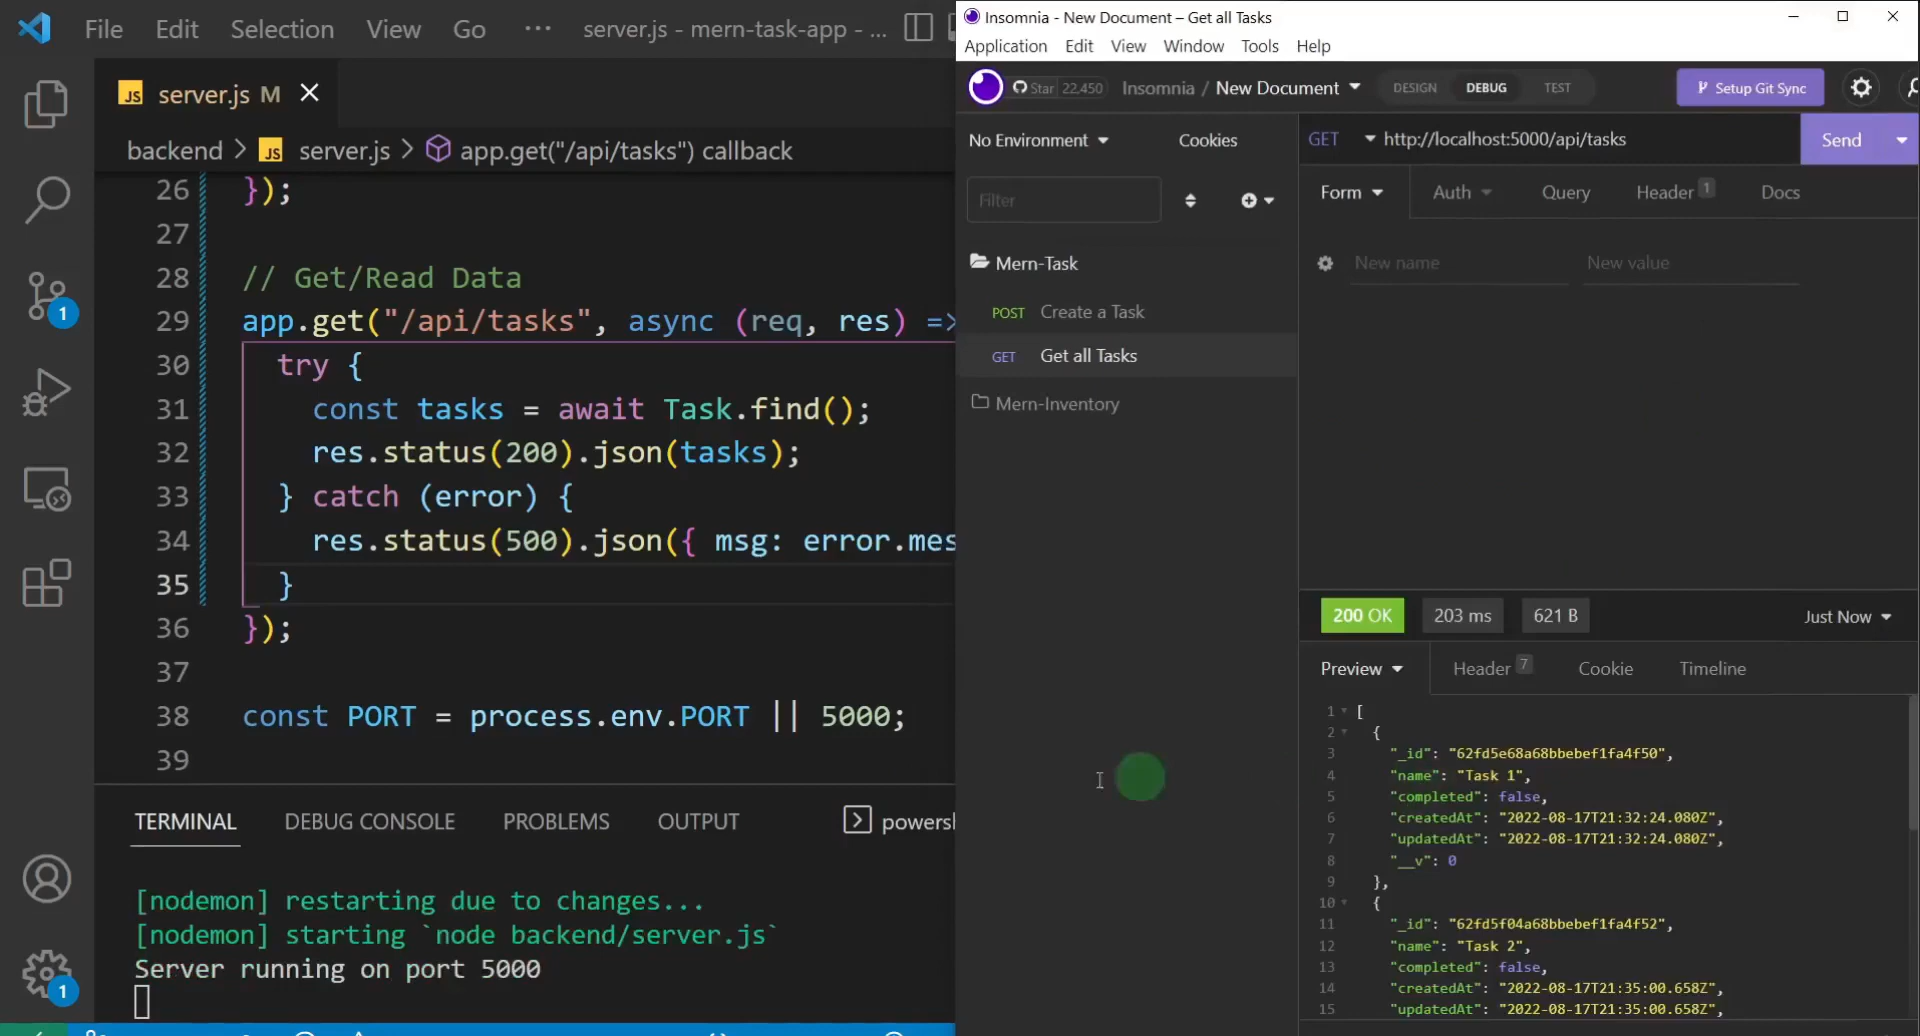 File Edit Selection View Go ··· server.js - mern-task-app - ...
server.js M
backend > server.js > app.get("/api/tasks") callback
26 });
27
28 // Get/Read Data
29 app.get("/api/tasks", async (req, res) =>
30 try {
31 const tasks = await Task.find();
32 res.status(200).json(tasks);
33 } catch (error) {
34 res.status(500).json({ msg: error.mes
35 }
36 });
37
38 const PORT = process.env.PORT || 5000;
39
1
1
TERMINAL DEBUG CONSOLE PROBLEMS OUTPUT powersh
[nodemon] restarting due to changes...
[nodemon] starting `node backend/server.js`
Server running on port 5000
Insomnia - New Document – Get all Tasks
Application Edit View Window Tools Help
Star 22,450 Insomnia / New Document DESIGN DEBUG TEST Setup Git Sync
No Environment Cookies
Filter
Mern-Task
POST Create a Task
GET Get all Tasks
Mern-Inventory
GET http://localhost:5000/api/tasks Send
Form Auth Query Header 1 Docs
New name New value
200 OK 203 ms 621 B Just Now
Preview Header 7 Cookie Timeline
1 [
2 {
3 "_id": "62fd5e68a68bbebef1fa4f50",
4 "name": "Task 1",
5 "completed": false,
6 "createdAt": "2022-08-17T21:32:24.080Z",
7 "updatedAt": "2022-08-17T21:32:24.080Z",
8 "__v": 0
9 },
10 {
11 "_id": "62fd5f04a68bbebef1fa4f52",
12 "name": "Task 2",
13 "completed": false,
14 "createdAt": "2022-08-17T21:35:00.658Z",
15 "updatedAt": "2022-08-17T21:35:00.658Z",